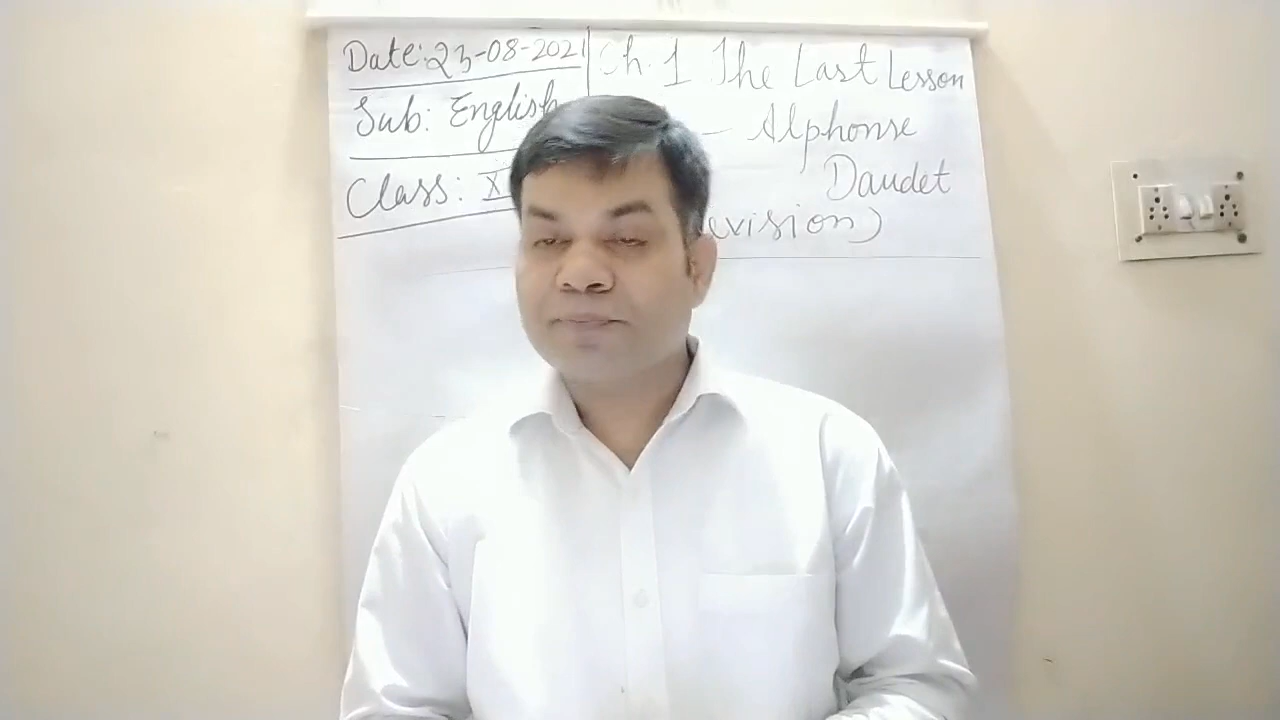 Date: 23-08-2021
Sub: English
Class:
Ch. 1 The Last Lesson
— Alphonse
Daudet